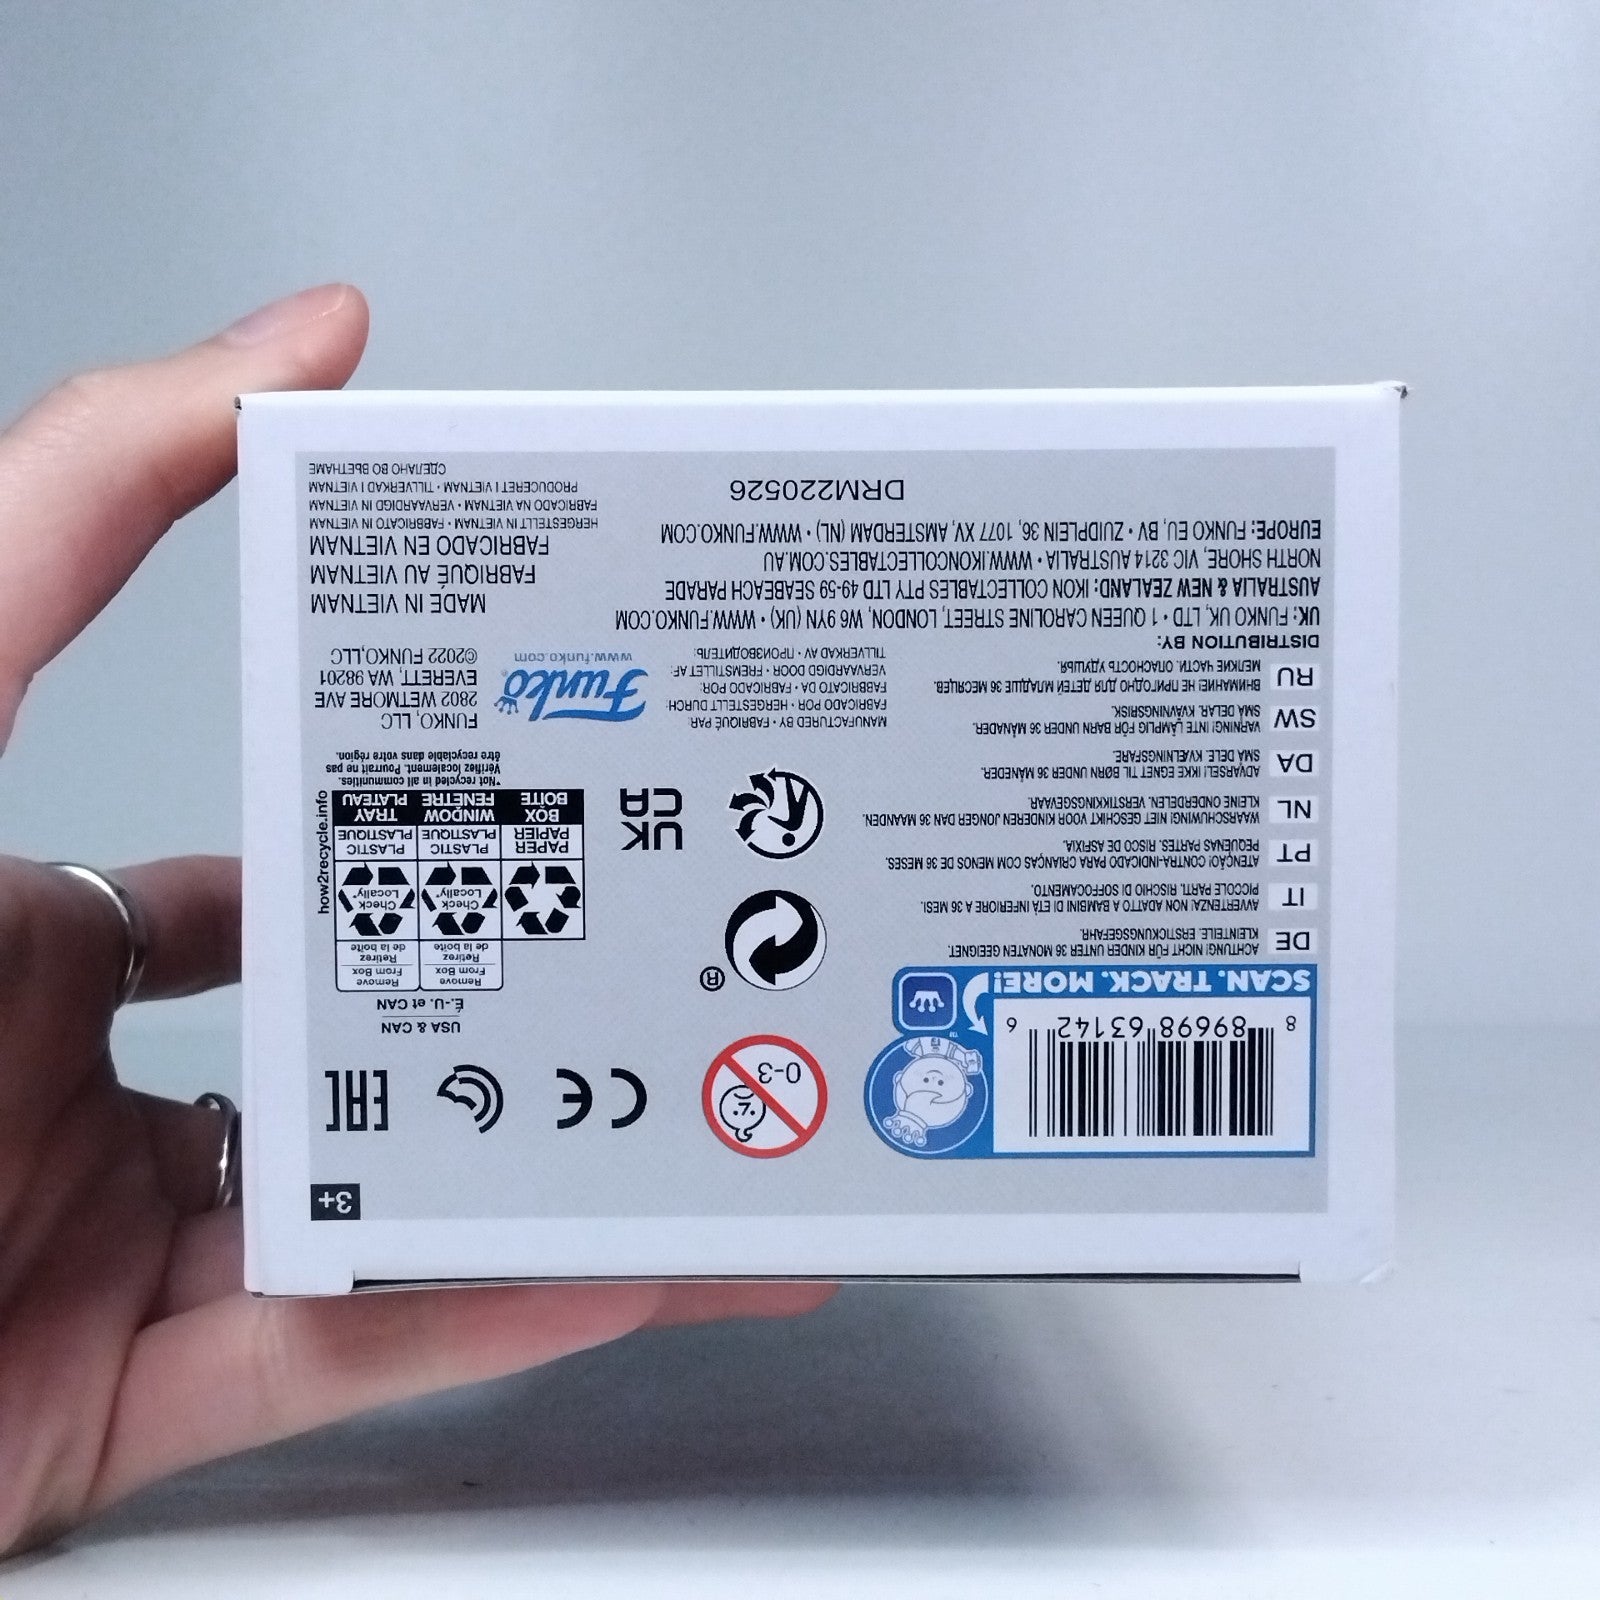 3+
8 89698 63142 6
SCAN. TRACK. MORE!
™
0-3
CE
EAC
USA & CAN
É.-U. et CAN
Remove
From Box
Retirez
de la boîte
Remove
From Box
Retirez
de la boîte
Check
Locally*
Check
Locally*
PAPER
PAPIER
BOX
BOÎTE
PLASTIC
PLASTIQUE
WINDOW
FENÊTRE
PLASTIC
PLASTIQUE
TRAY
PLATEAU
how2recycle.info
*Not recycled in all communities.
Vérifiez localement. Pourrait ne pas
être recyclable dans votre région.
®
UK
CA
DE ACHTUNG! NICHT FÜR KINDER UNTER 36 MONATEN GEEIGNET.
KLEINTEILE. ERSTICKUNGSGEFAHR.
IT AVVERTENZA! NON ADATTO A BAMBINI DI ETÀ INFERIORE A 36 MESI.
PICCOLE PARTI. RISCHIO DI SOFFOCAMENTO.
PT ATENÇÃO! CONTRA-INDICADO PARA CRIANÇAS COM MENOS DE 36 MESES.
PEQUENAS PARTES. RISCO DE ASFIXIA.
NL WAARSCHUWING! NIET GESCHIKT VOOR KINDEREN JONGER DAN 36 MAANDEN.
KLEINE ONDERDELEN. VERSTIKKINGSGEVAAR.
DA ADVARSEL! IKKE EGNET TIL BØRN UNDER 36 MÅNEDER.
SMÅ DELE. KVÆLNINGSFARE.
SW VARNING! INTE LÄMPLIG FÖR BARN UNDER 36 MÅNADER.
SMÅ DELAR. KVÄVNINGSRISK.
RU ВНИМАНИЕ! НЕ ПРИГОДНО ДЛЯ ДЕТЕЙ МЛАДШЕ 36 МЕСЯЦЕВ.
МЕЛКИЕ ЧАСТИ. ОПАСНОСТЬ УДУШЬЯ.
MANUFACTURED BY • FABRIQUÉ PAR:
FABRICADO POR • HERGESTELLT DURCH:
FABBRICATO DA • FABRICADO POR:
VERVAARDIGD DOOR • FREMSTILLET AF:
TILLVERKAD AV • ПРОИЗВОДИТЕЛЬ:
Funko®
www.funko.com
FUNKO, LLC
2802 WETMORE AVE
EVERETT, WA 98201
©2022 FUNKO,LLC
DISTRIBUTION BY:
UK: FUNKO UK, LTD • 1 QUEEN CAROLINE STREET, LONDON, W6 9YN (UK) • WWW.FUNKO.COM
AUSTRALIA & NEW ZEALAND: IKON COLLECTABLES PTY LTD 49-59 SEABEACH PARADE
NORTH SHORE, VIC 3214 AUSTRALIA • WWW.IKONCOLLECTABLES.COM.AU
EUROPE: FUNKO EU, BV • ZUIDPLEIN 36, 1077 XV, AMSTERDAM (NL) • WWW.FUNKO.COM
DRM220526
MADE IN VIETNAM
FABRIQUÉ AU VIETNAM
FABRICADO EN VIETNAM
HERGESTELLT IN VIETNAM • FABBRICATO IN VIETNAM
FABRICADO NA VIETNAM • VERVAARDIGD IN VIETNAM
PRODUCERET I VIETNAM • TILLVERKAD I VIETNAM
СДЕЛАНО ВО ВЬЕТНАМЕ